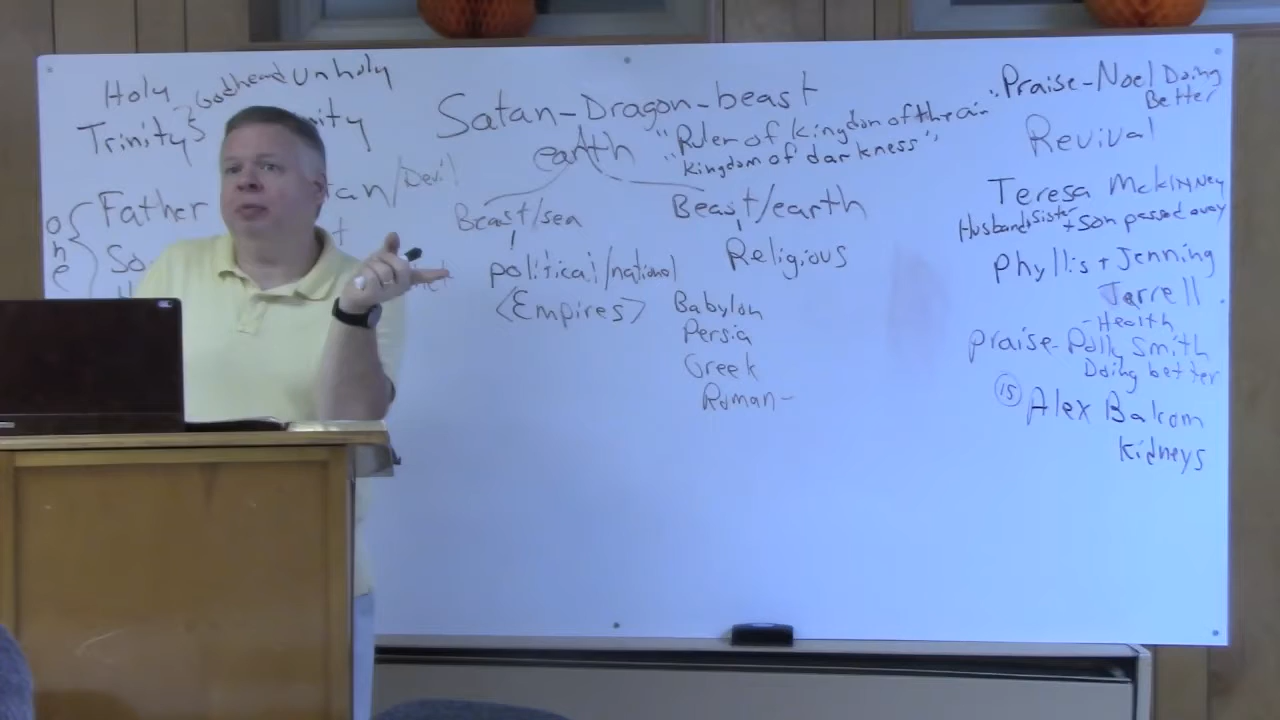 Holy Godhead Unholy
Trinity
Father
Devil
So
one
Satan-Dragon-beast
earth
"Ruler of kingdom of the air"
"kingdom of darkness"
Beast/sea
political/national
<Empires>
Beast/earth
Religious
Babylon
Persia
Greek
Roman-
Praise-Noel Doing
Better
Revival
Teresa McKinney
Husband+Sister
+Son passed away
Phyllis + Jenning
Jarrell
-Health
praise-Polly Smith
Doing better
15 Alex Balcom
kidneys